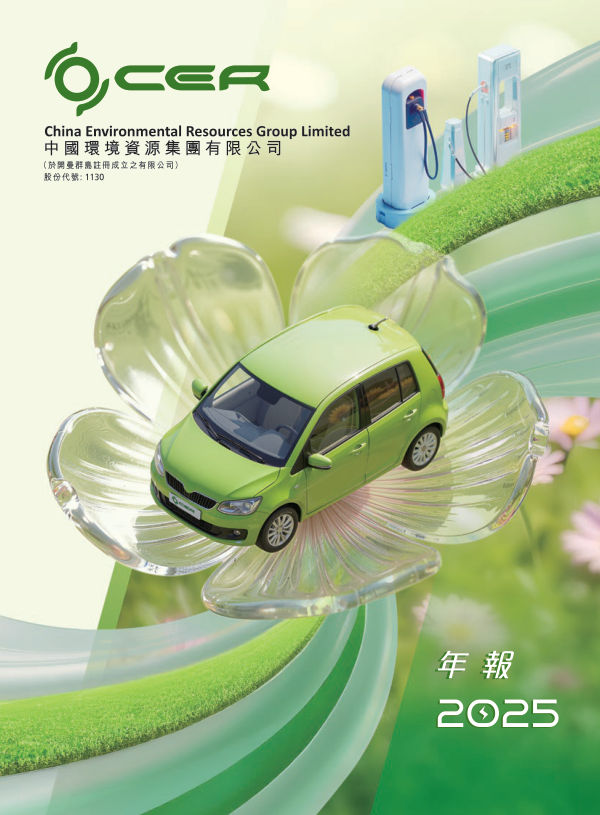 CER
China Environmental Resources Group Limited
中國環境資源集團有限公司
(於開曼群島註冊成立之有限公司)
股份代號: 1130
年報
2025